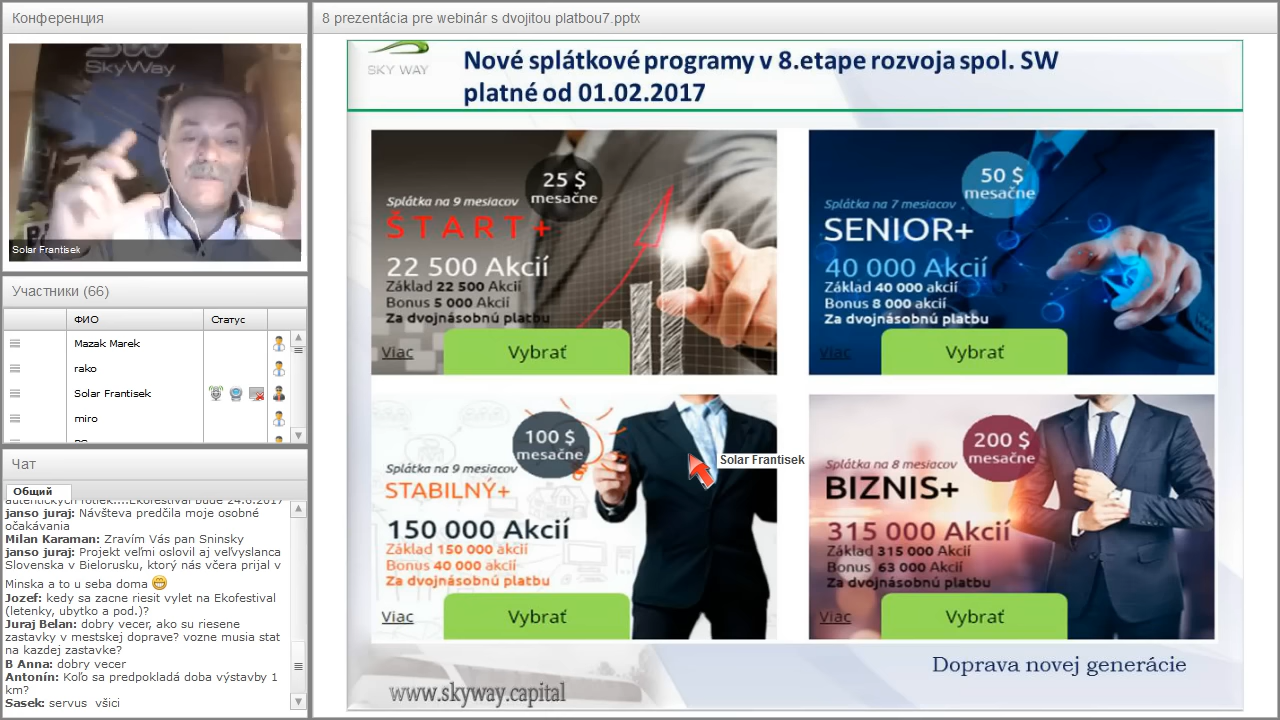 Конференция
SkyWay
Solar Frantisek
Участники (66)
ФИО
Статус
Mazak Marek
rako
Solar Frantisek
miro
Чат
Общий
janso juraj: Návšteva predčila moje osobné
očakávania
Milan Karaman: Zravím Vás pan Sninsky
janso juraj: Projekt veľmi oslovil aj veľvyslanca
Slovenska v Bielorusku, ktorý nás včera prijal v
Minska a to u seba doma
Jozef: kedy sa zacne riesit vylet na Ekofestival
(letenky, ubytko a pod.)?
Juraj Belan: dobry vecer, ako su riesene
zastavky v mestskej doprave? vozne musia stat
na kazdej zastavke?
B Anna: dobry vecer
Antonín: Koľo sa predpokladá doba výstavby 1
km?
Sasek: servus všici
8 prezentácia pre webinár s dvojitou platbou7.pptx
SKY WAY
Nové splátkové programy v 8.etape rozvoja spol. SW
platné od 01.02.2017
25 $
mesačne
Splátka na 9 mesiacov
ŠTART+
22 500 Akcií
Základ 22 500 Akcií
Bonus 5 000 Akcií
Za dvojnásobnú platbu
Viac
Vybrať
50 $
mesačne
Splátka na 7 mesiacov
SENIOR+
40 000 Akcií
Základ 40 000 akcií
Bonus 8 000 akcií
Za dvojnásobnú platbu
Viac
Vybrať
100 $
mesačne
Splátka na 9 mesiacov
STABILNÝ+
150 000 Akcií
Základ 150 000 akcií
Bonus 40 000 akcií
Za dvojnásobnú platbu
Viac
Vybrať
Solar Frantisek
200 $
mesačne
Splátka na 8 mesiacov
BIZNIS+
315 000 Akcií
Základ 315 000 akcií
Bonus 63 000 akcií
Za dvojnásobnú platbu
Viac
Vybrať
Doprava novej generácie
www.skyway.capital